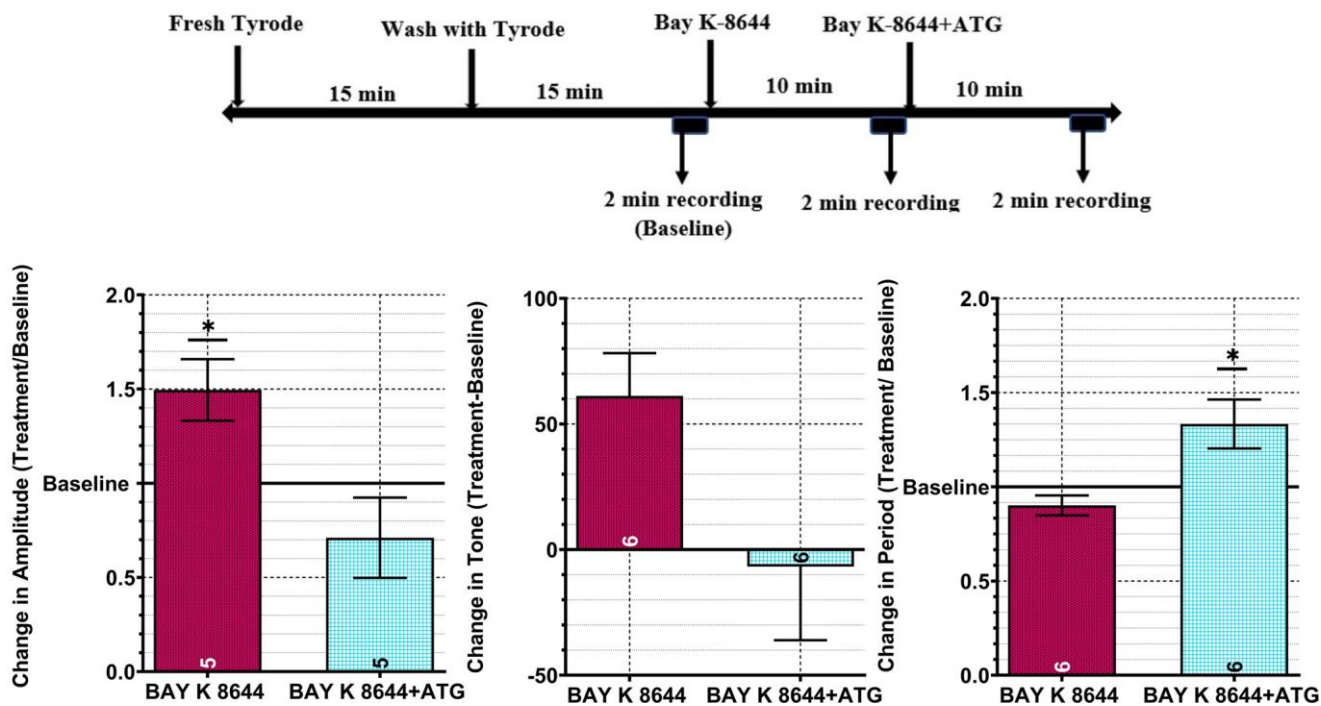 Fresh Tyrode
Wash with Tyrode
Bay K-8644
Bay K-8644+ATG
15 min
15 min
10 min
10 min
2 min recording
(Baseline)
2 min recording
2 min recording
Change in Amplitude (Treatment/Baseline)
2.0
1.5
Baseline
0.5
0.0
*
5
5
BAY K 8644
BAY K 8644+ATG
Change in Tone (Treatment-Baseline)
100
50
0
-50
6
6
BAY K 8644
BAY K 8644+ATG
Change in Period (Treatment/ Baseline)
2.0
1.5
Baseline
0.5
0.0
*
6
6
BAY K 8644
BAY K 8644+ATG